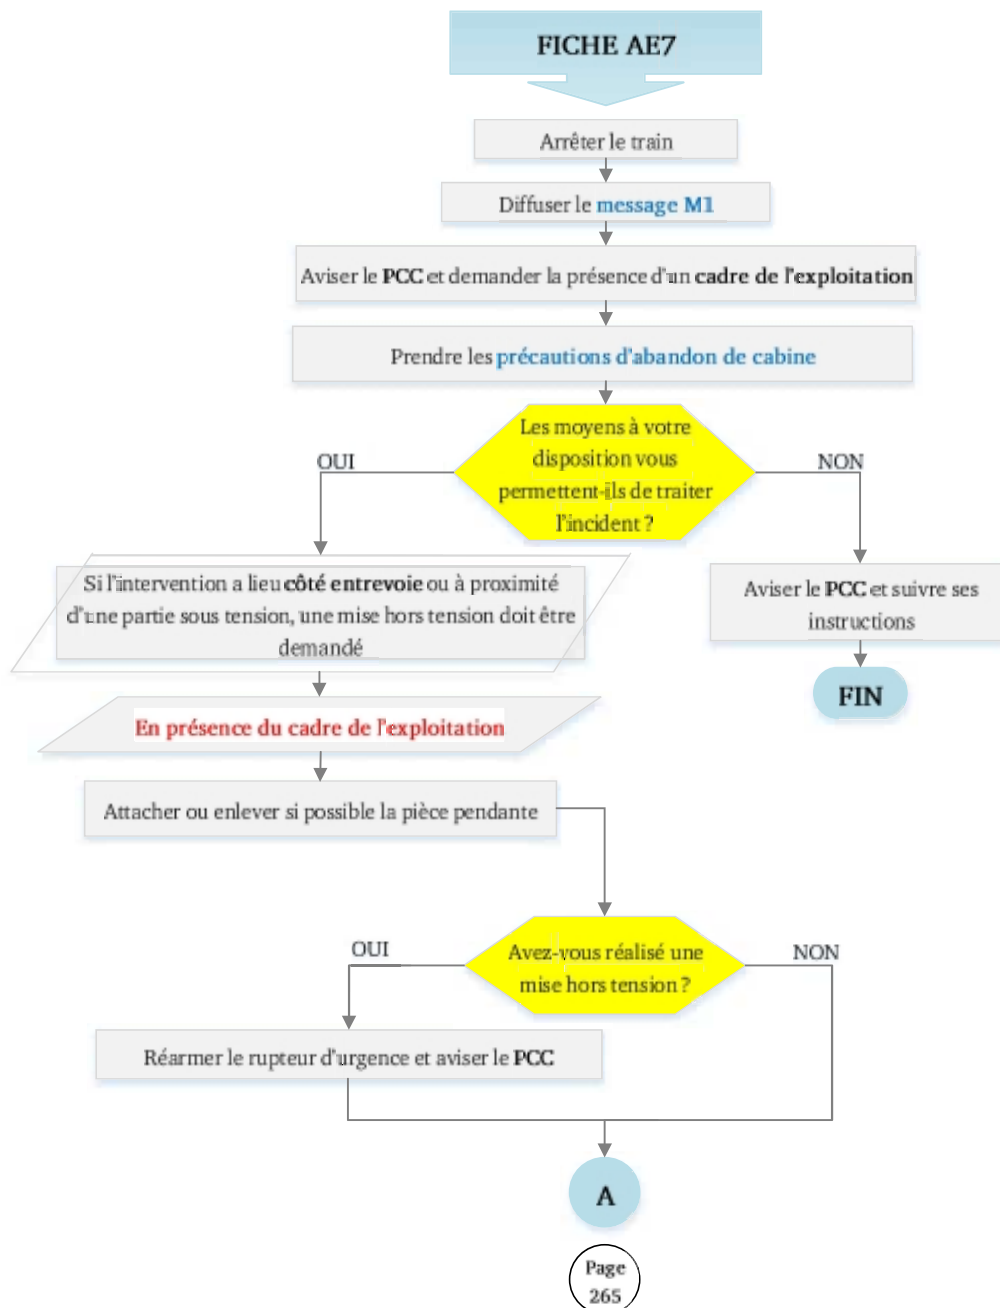 FICHE AE7
Arrêter le train
Diffuser le message M1
Aviser le PCC et demander la présence d'un cadre de l'exploitation
Prendre les précautions d'abandon de cabine
Les moyens à votre
disposition vous
permettent-ils de traiter
l'incident ?
OUI
NON
Si l'intervention a lieu côté entrevoie ou à proximité
d'une partie sous tension, une mise hors tension doit être
demandé
Aviser le PCC et suivre ses
instructions
FIN
En présence du cadre de l'exploitation
Attacher ou enlever si possible la pièce pendante
Avez-vous réalisé une
mise hors tension ?
OUI
NON
Réarmer le rupteur d'urgence et aviser le PCC
A
Page
265